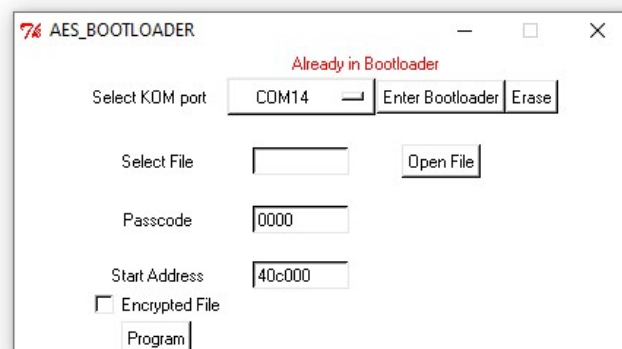 AES_BOOTLOADER
Already in Bootloader
Select KOM port COM14 Enter Bootloader Erase
Select File Open File
Passcode 0000
Start Address 40c000
Encrypted File
Program